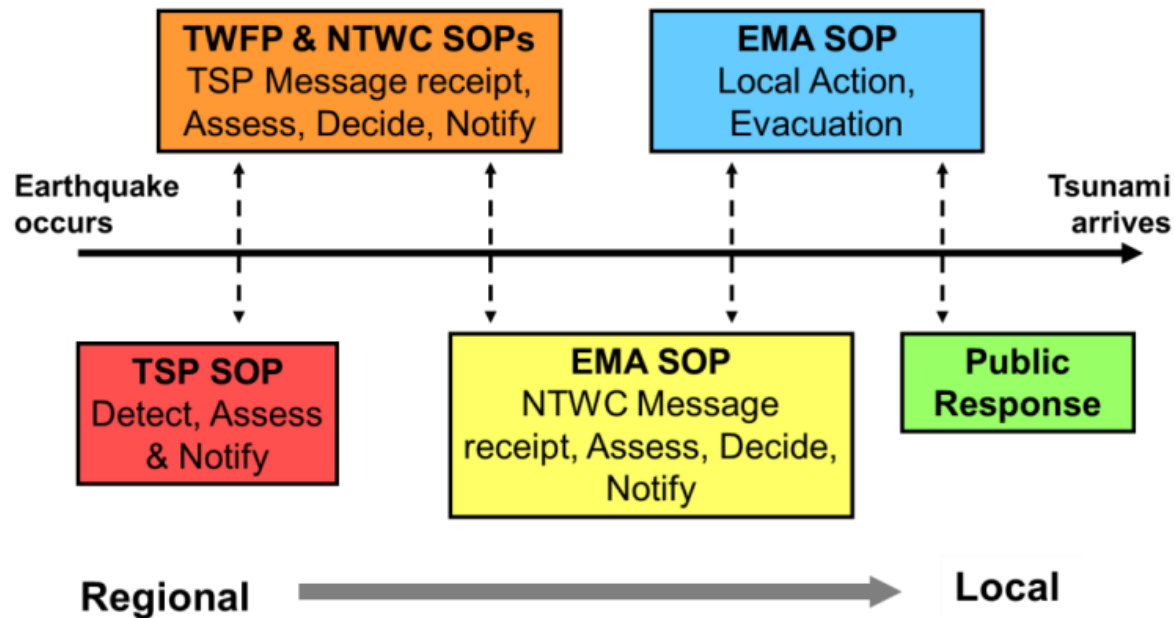 TWFP & NTWC SOPs
TSP Message receipt,
Assess, Decide, Notify
EMA SOP
Local Action,
Evacuation
Earthquake
occurs
Tsunami
arrives
TSP SOP
Detect, Assess
& Notify
EMA SOP
NTWC Message
receipt, Assess, Decide,
Notify
Public
Response
Regional
Local